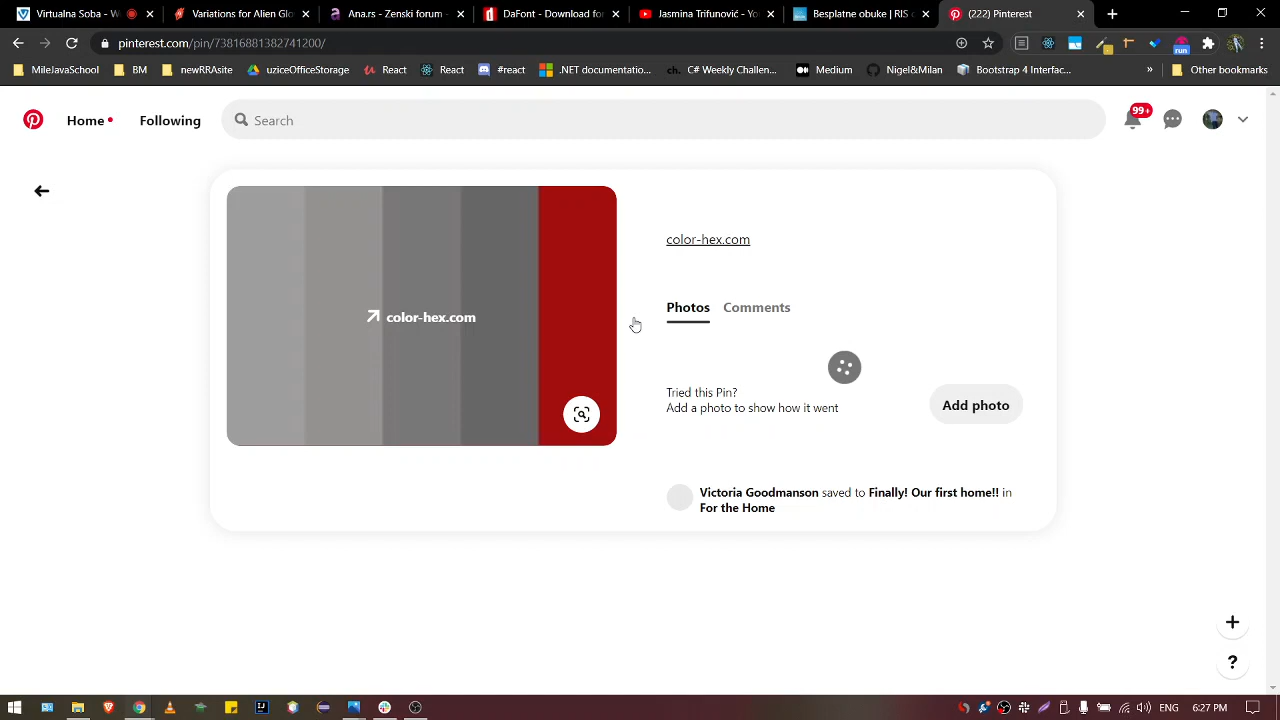 Virtualna Soba - W
Variations for Alien Glo
Ana.rs - Zenski forum -
DaFont - Download fo
Jasmina Trifunović - Yo
Besplatne obuke | RIS o
(222) Pinterest
pinterest.com/pin/73816881382741200/
run
MileJavaSchool
BM
newRRAsite
uziceOfficeStorage
React
React
#react
.NET documentatio...
ch.
C# Weekly Challen...
Medium
Nigel&Milan
Bootstap 4 Interfac...
»
Other bookmarks
Home
Following
Search
99+
color-hex.com
color-hex.com
Photos
Comments
Tried this Pin?
Add a photo to show how it went
Add photo
Victoria Goodmanson saved to Finally! Our first home!! in
For the Home
+
?
ENG
6:27 PM